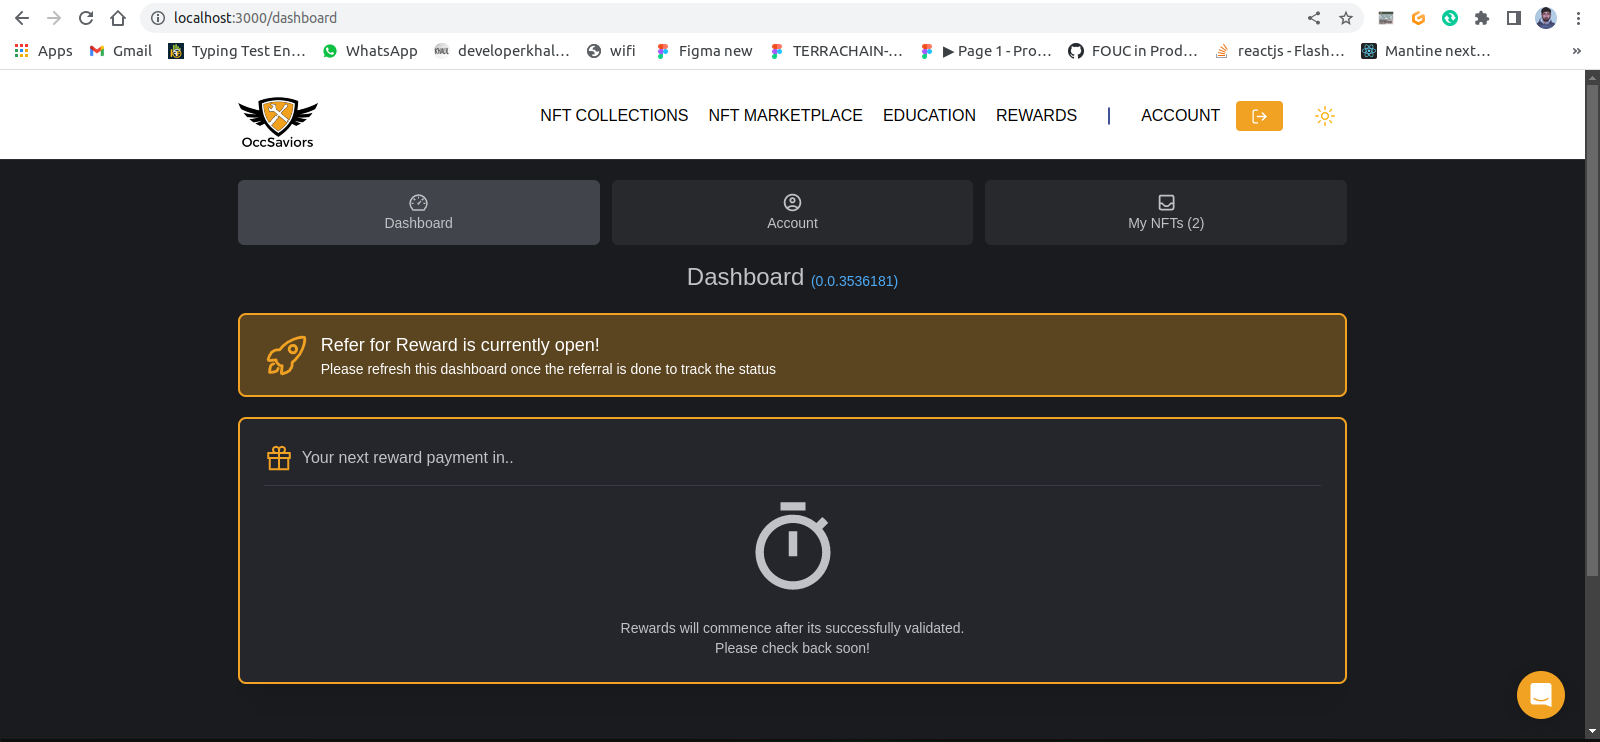 localhost:3000/dashboard
Apps Gmail Typing Test En... WhatsApp developerkhal... wifi Figma new TERRACHAIN-... ▶ Page 1 - Pro... FOUC in Prod... reactjs - Flash... Mantine next... »
OccSaviors
NFT COLLECTIONS NFT MARKETPLACE EDUCATION REWARDS | ACCOUNT
Dashboard
Account
My NFTs (2)
Dashboard (0.0.3536181)
Refer for Reward is currently open!
Please refresh this dashboard once the referral is done to track the status
Your next reward payment in..
Rewards will commence after its successfully validated.
Please check back soon!